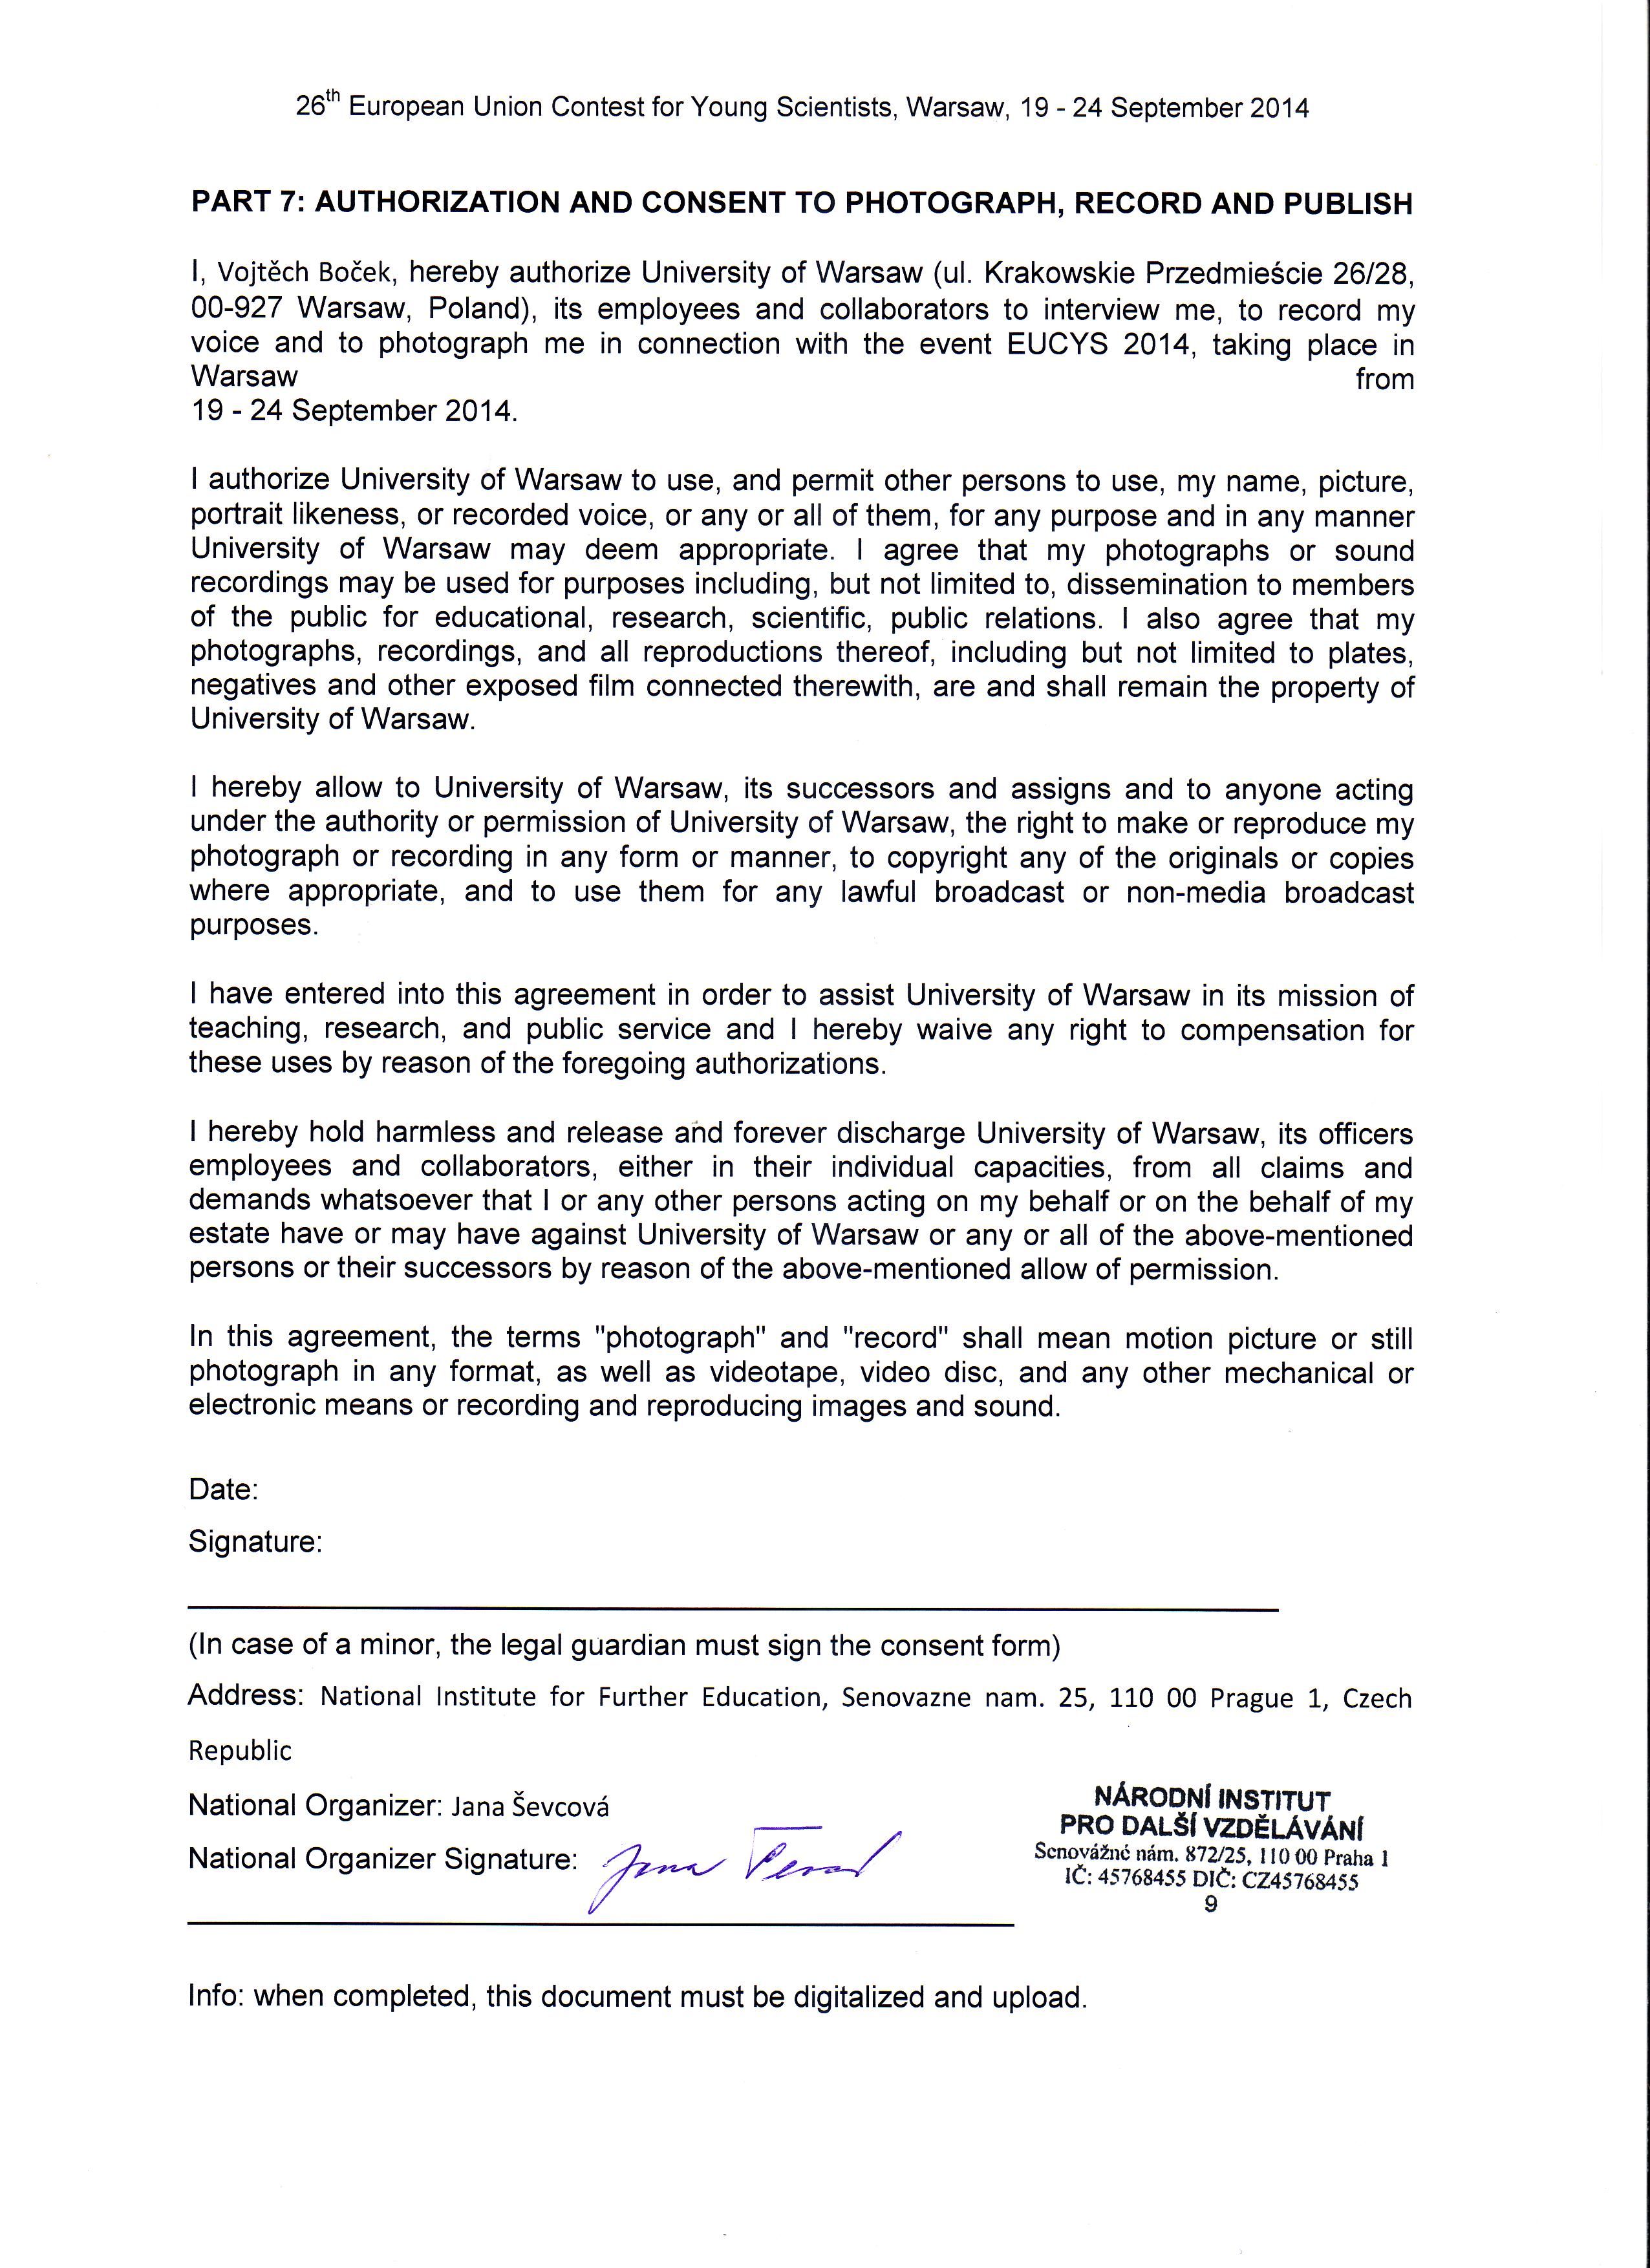 26th European Union Contest for Young Scientists, Warsaw, 19 - 24 September 2014
PART 7: AUTHORIZATION AND CONSENT TO PHOTOGRAPH, RECORD AND PUBLISH
I, Vojtěch Boček, hereby authorize University of Warsaw (ul. Krakowskie Przedmieście 26/28,
00-927 Warsaw, Poland), its employees and collaborators to interview me, to record my
voice and to photograph me in connection with the event EUCYS 2014, taking place in
Warsaw from
19 - 24 September 2014.
I authorize University of Warsaw to use, and permit other persons to use, my name, picture,
portrait likeness, or recorded voice, or any or all of them, for any purpose and in any manner
University of Warsaw may deem appropriate. I agree that my photographs or sound
recordings may be used for purposes including, but not limited to, dissemination to members
of the public for educational, research, scientific, public relations. I also agree that my
photographs, recordings, and all reproductions thereof, including but not limited to plates,
negatives and other exposed film connected therewith, are and shall remain the property of
University of Warsaw.
I hereby allow to University of Warsaw, its successors and assigns and to anyone acting
under the authority or permission of University of Warsaw, the right to make or reproduce my
photograph or recording in any form or manner, to copyright any of the originals or copies
where appropriate, and to use them for any lawful broadcast or non-media broadcast
purposes.
I have entered into this agreement in order to assist University of Warsaw in its mission of
teaching, research, and public service and I hereby waive any right to compensation for
these uses by reason of the foregoing authorizations.
I hereby hold harmless and release and forever discharge University of Warsaw, its officers
employees and collaborators, either in their individual capacities, from all claims and
demands whatsoever that I or any other persons acting on my behalf or on the behalf of my
estate have or may have against University of Warsaw or any or all of the above-mentioned
persons or their successors by reason of the above-mentioned allow of permission.
In this agreement, the terms "photograph" and "record" shall mean motion picture or still
photograph in any format, as well as videotape, video disc, and any other mechanical or
electronic means or recording and reproducing images and sound.
Date:
Signature:
(In case of a minor, the legal guardian must sign the consent form)
Address: National Institute for Further Education, Senovazne nam. 25, 110 00 Prague 1, Czech
Republic
National Organizer: Jana Ševcová
National Organizer Signature: Jana
NÁRODNÍ INSTITUT
PRO DALŠÍ VZDĚLÁVÁNÍ
Senovážné nám. 872/25, 110 00 Praha 1
IČ: 45768455 DIČ: CZ45768455
9
Info: when completed, this document must be digitalized and upload.